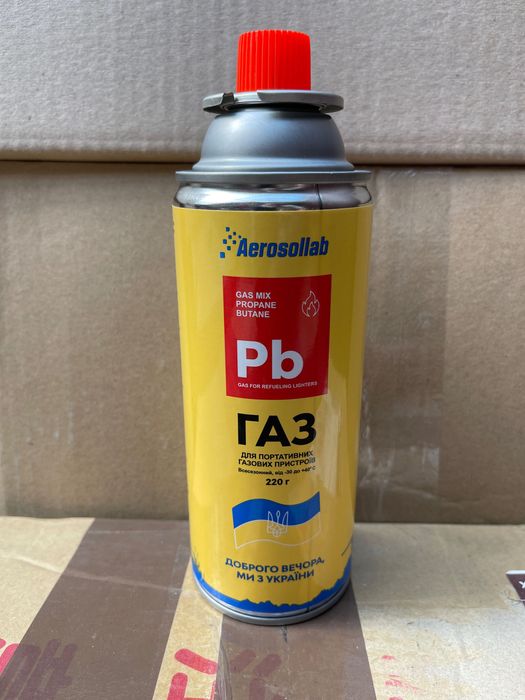 Aerosollab
GAS MIX
PROPANE
BUTANE
Pb
GAS FOR REFUELING LIGHTERS
ГАЗ
ДЛЯ ПОРТАТИВНИХ
ГАЗОВИХ ПРИСТРОЇВ
Всесезонний, від -30 до +40° С
220 г
ДОБРОГО ВЕЧОРА,
МИ З УКРАЇНИ